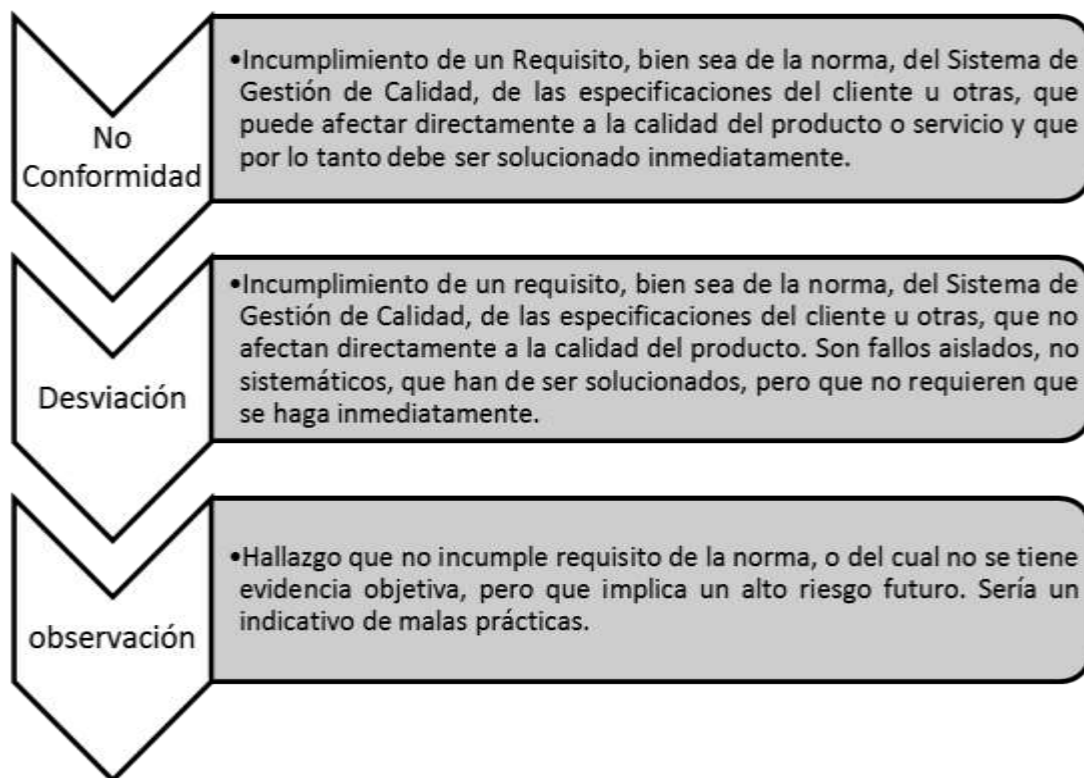 No
Conformidad
•Incumplimiento de un Requisito, bien sea de la norma, del Sistema de
Gestión de Calidad, de las especificaciones del cliente u otras, que
puede afectar directamente a la calidad del producto o servicio y que
por lo tanto debe ser solucionado inmediatamente.
Desviación
•Incumplimiento de un requisito, bien sea de la norma, del Sistema de
Gestión de Calidad, de las especificaciones del cliente u otras, que no
afectan directamente a la calidad del producto. Son fallos aislados, no
sistemáticos, que han de ser solucionados, pero que no requieren que
se haga inmediatamente.
observación
•Hallazgo que no incumple requisito de la norma, o del cual no se tiene
evidencia objetiva, pero que implica un alto riesgo futuro. Sería un
indicativo de malas prácticas.